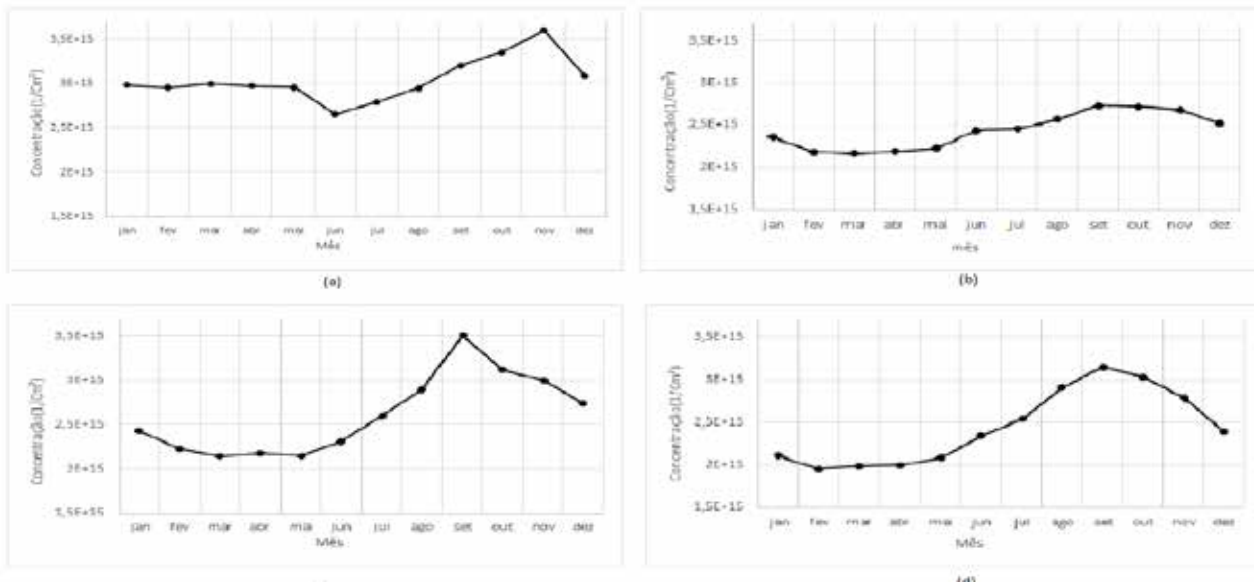 3,5E+15
3E+15
2,5E+15
2E+15
1,5E+15
Concentração(1/Cm²)
jan fev mar abr mai jun jul ago set out nov dez
Mês
(a)
3,5E+15
3E+15
2,5E+15
2E+15
1,5E+15
Concentração(1/Cm²)
jan fev mar abr mai jun jul ago set out nov dez
mês
(b)
3,5E+15
3E+15
2,5E+15
2E+15
1,5E+15
Concentração(1/Cm²)
jan fev mar abr mai jun jul ago set out nov dez
Mês
3,5E+15
3E+15
2,5E+15
2E+15
1,5E+15
Concentração(1/Cm²)
jan fev mar abr mai jun jul ago set out nov dez
Mês
(d)